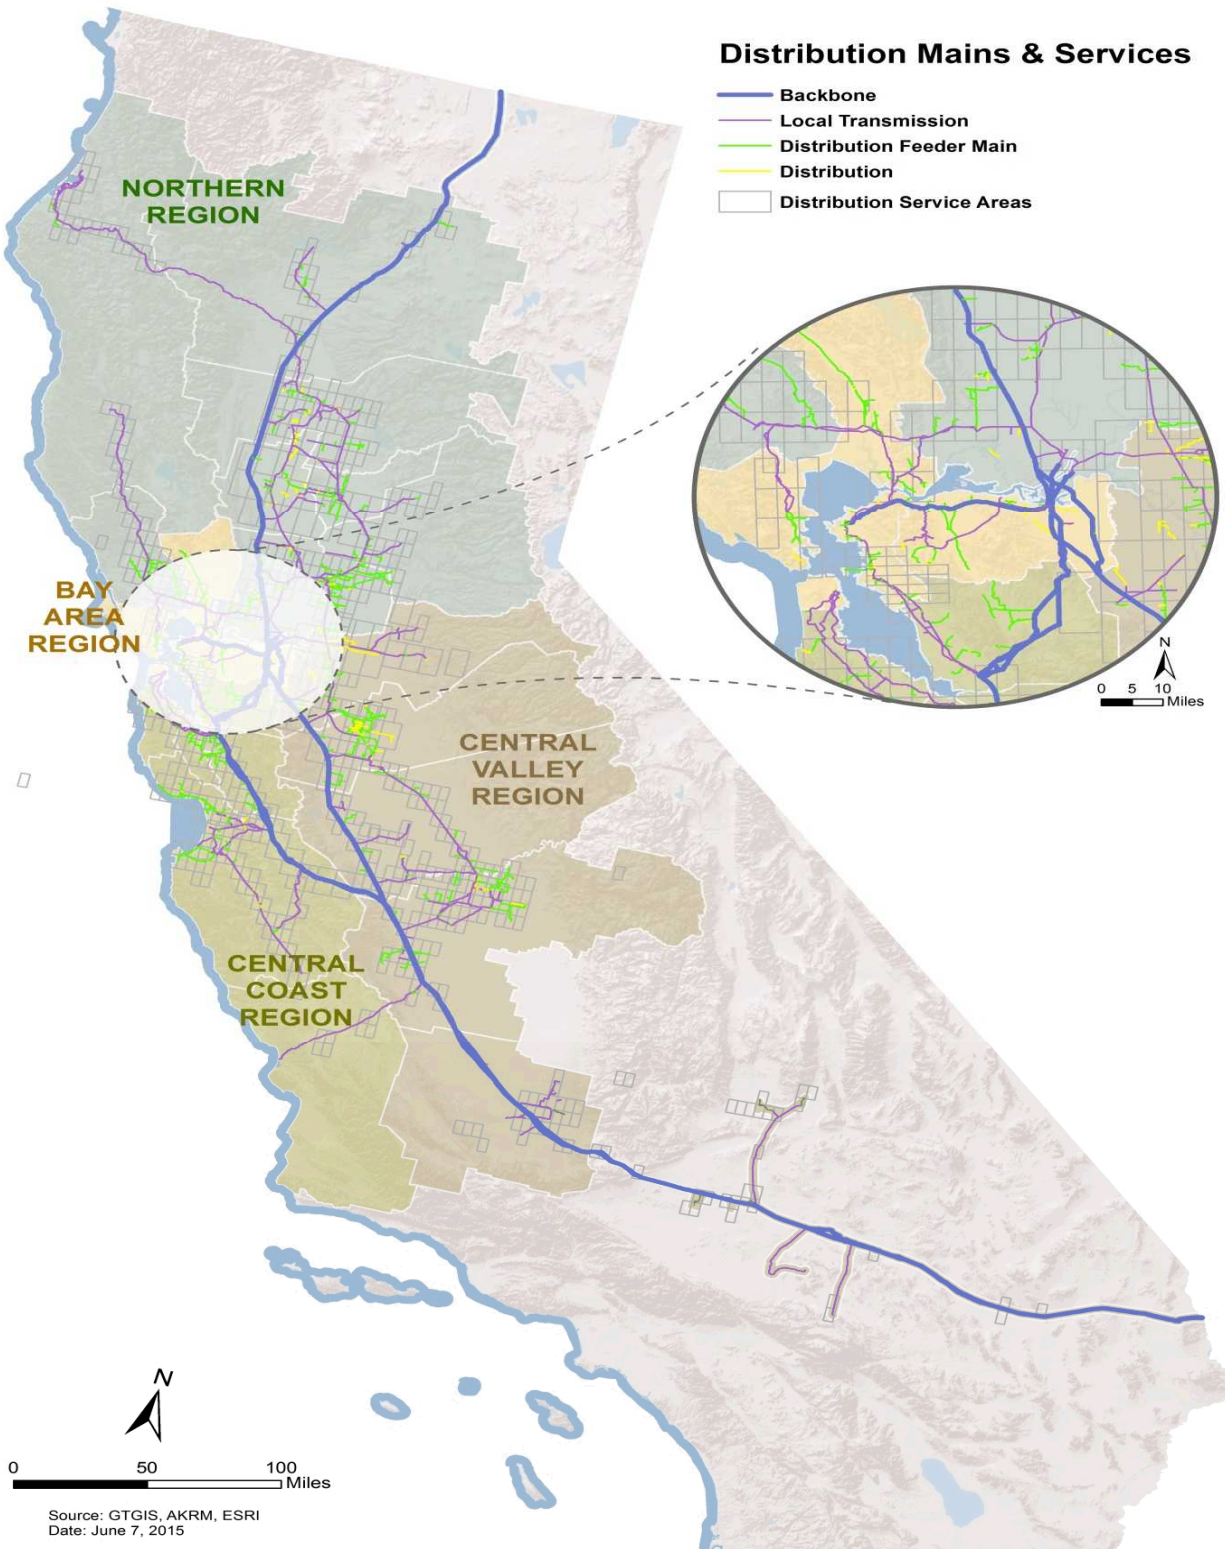 Distribution Mains & Services
Backbone
Local Transmission
Distribution Feeder Main
Distribution
Distribution Service Areas
NORTHERN
REGION
BAY
AREA
REGION
CENTRAL
VALLEY
REGION
CENTRAL
COAST
REGION
N
0 5 10
Miles
N
0 50 100
Miles
Source: GTGIS, AKRM, ESRI
Date: June 7, 2015